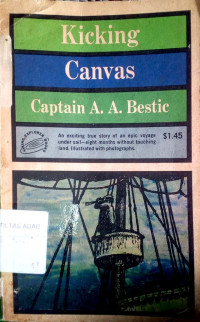 Kicking
Canvas
Captain A. A. Bestic
An exciting true story of an epic voyage
under sail—eight months without touching
land. Illustrated with photographs.
$1.45